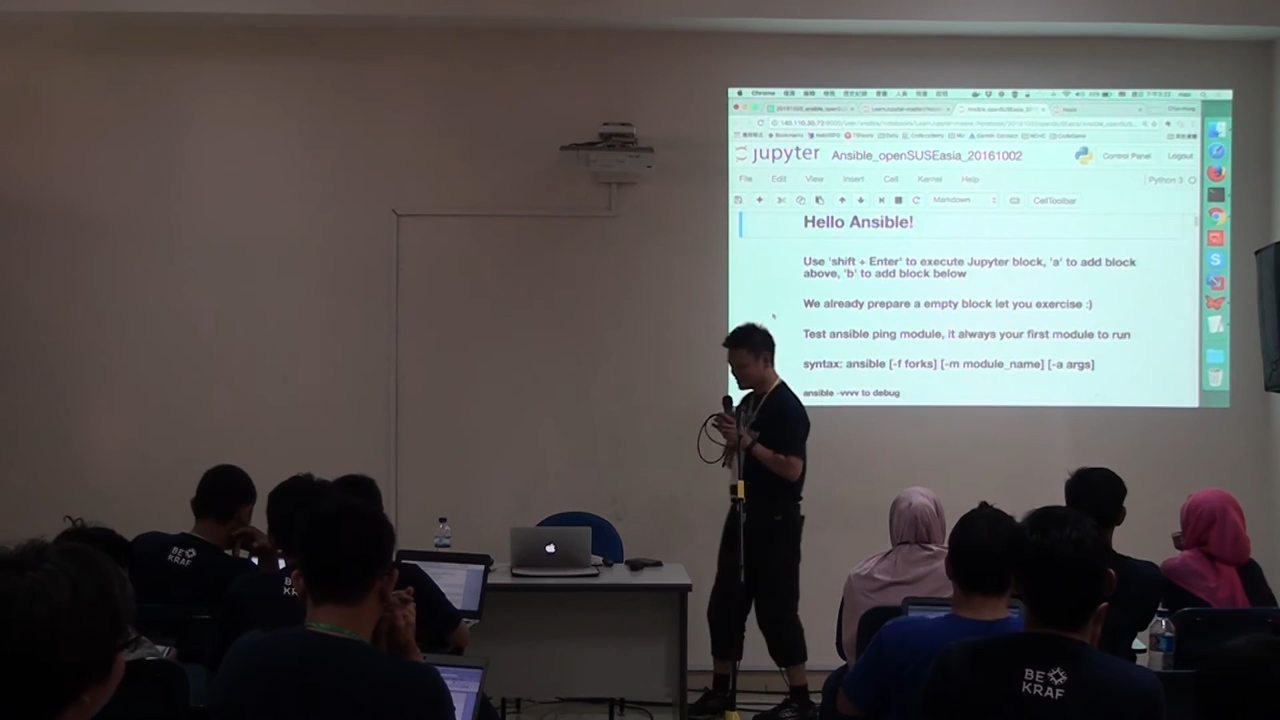 Chrome
jupyter Ansible_openSUSEasia_20161002
Control Panel Logout
File Edit View Insert Cell Kernel Help
Python 3
Markdown CellToolbar
Hello Ansible!
Use 'shift + Enter' to execute Jupyter block, 'a' to add block
above, 'b' to add block below
We already prepare a empty block let you exercise :)
Test ansible ping module, it always your first module to run
syntax: ansible [-f forks] [-m module_name] [-a args]
ansible -vvvv to debug
BE
KRAF
BE
KR
BE
KRAF